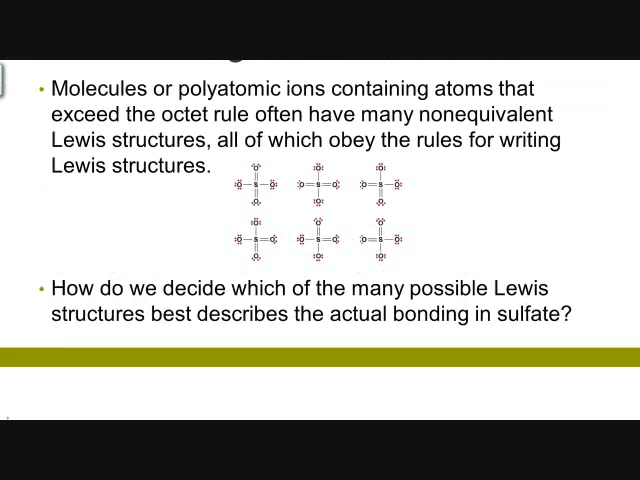 • Molecules or polyatomic ions containing atoms that
exceed the octet rule often have many nonequivalent
Lewis structures, all of which obey the rules for writing
Lewis structures.
• How do we decide which of the many possible Lewis
structures best describes the actual bonding in sulfate?